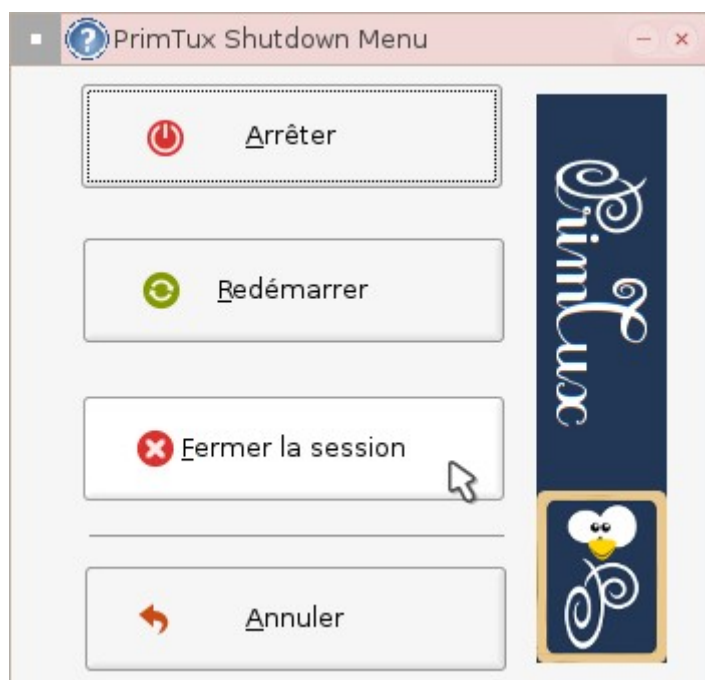 PrimTux Shutdown Menu
Arrêter
Redémarrer
Fermer la session
Annuler
PrimTux